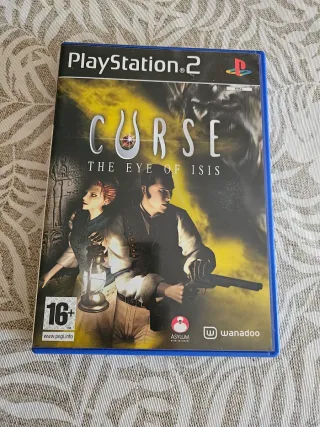 PlayStation®2
CURSE
THE EYE OF ISIS
16+
www.pegi.info
ASYLUM
wanadoo